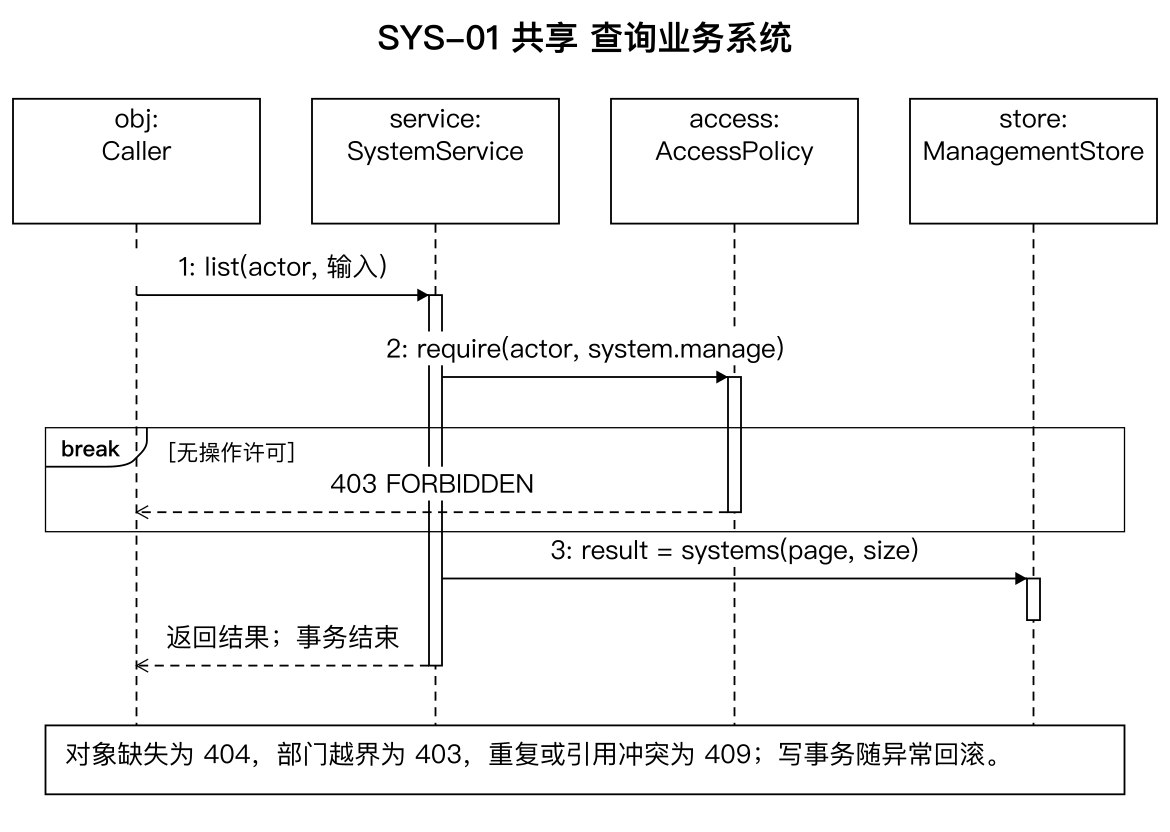 SYS-01 共享 查询业务系统
obj:
Caller
service:
SystemService
access:
AccessPolicy
store:
ManagementStore
1: list(actor, 输入)
2: require(actor, system.manage)
break
[无操作许可]
403 FORBIDDEN
3: result = systems(page, size)
返回结果；事务结束
对象缺失为 404，部门越界为 403，重复或引用冲突为 409；写事务随异常回滚。